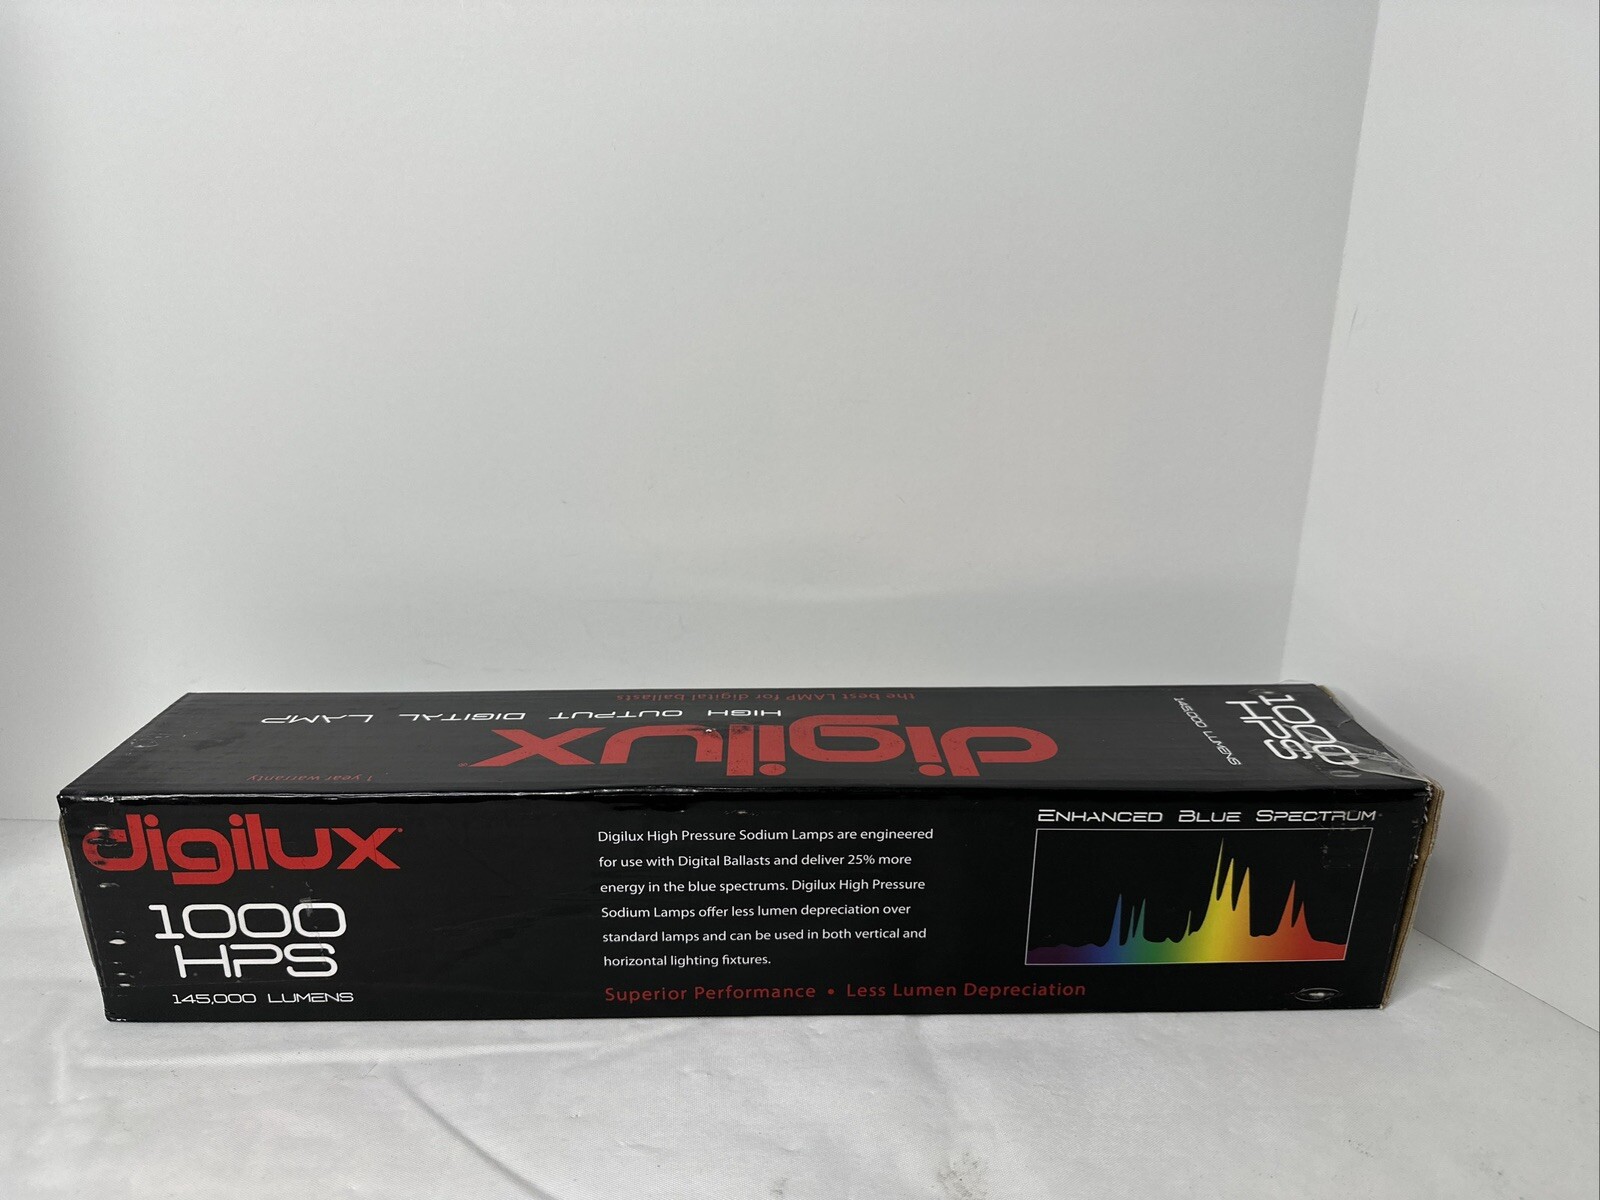 the best LAMP for digital ballasts
HIGH OUTPUT DIGITAL LAMP
digilux
1 year warranty
1000
HPS
145,000 LUMENS
digilux
1000
HPS
145,000 LUMENS
Digilux High Pressure Sodium Lamps are engineered
for use with Digital Ballasts and deliver 25% more
energy in the blue spectrums. Digilux High Pressure
Sodium Lamps offer less lumen depreciation over
standard lamps and can be used in both vertical and
horizontal lighting fixtures.
Superior Performance • Less Lumen Depreciation
ENHANCED BLUE SPECTRUM